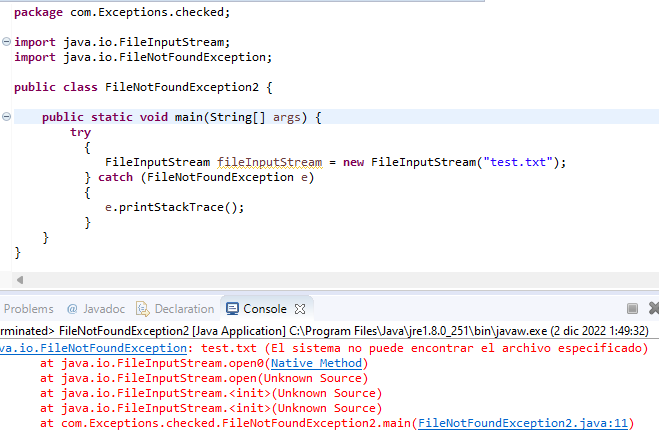 package com.Exceptions.checked;
import java.io.FileInputStream;
import java.io.FileNotFoundException;
public class FileNotFoundException2 {
public static void main(String[] args) {
try
{
FileInputStream fileInputStream = new FileInputStream("test.txt");
} catch (FileNotFoundException e)
{
e.printStackTrace();
}
}
}
Problems @ Javadoc Declaration Console
rminated> FileNotFoundException2 [Java Application] C:\Program Files\Java\jre1.8.0_251\bin\javaw.exe (2 dic 2022 1:49:32)
va.io.FileNotFoundException: test.txt (El sistema no puede encontrar el archivo especificado)
at java.io.FileInputStream.open0(Native Method)
at java.io.FileInputStream.open(Unknown Source)
at java.io.FileInputStream.<init>(Unknown Source)
at java.io.FileInputStream.<init>(Unknown Source)
at com.Exceptions.checked.FileNotFoundException2.main(FileNotFoundException2.java:11)